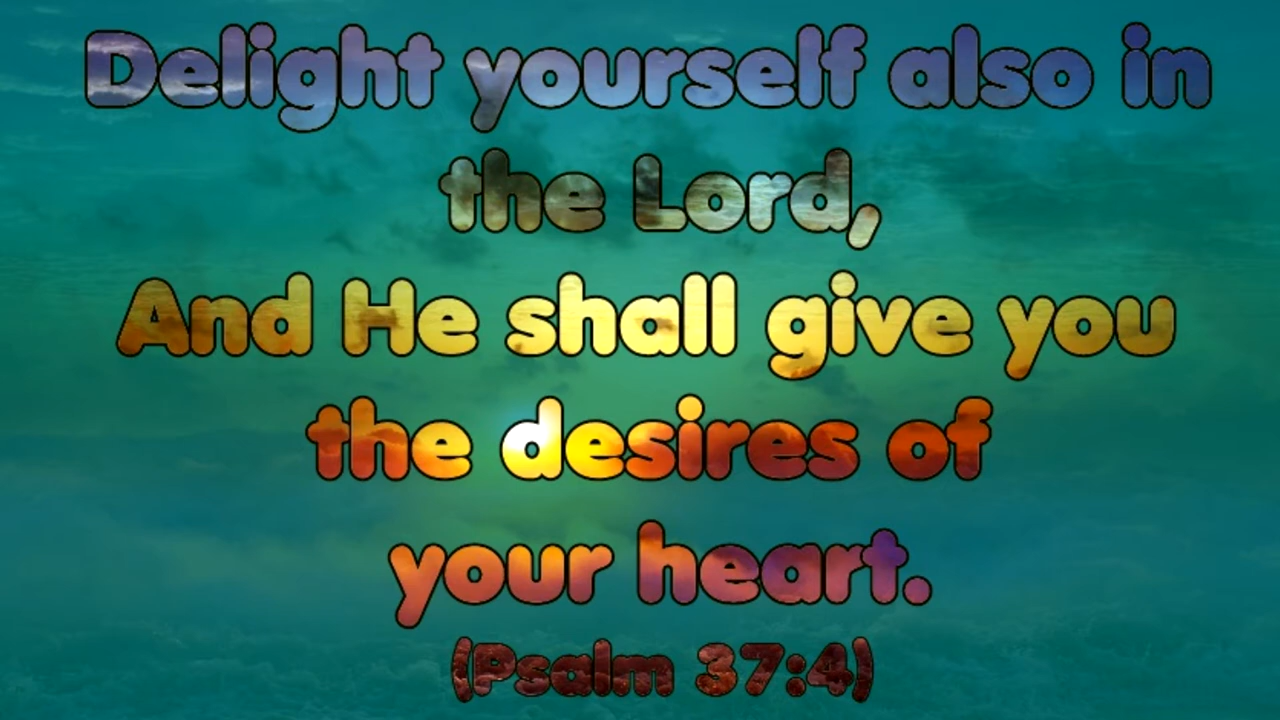 Delight yourself also in
the Lord,
And He shall give you
the desires of
your heart.
(Psalm 37:4)